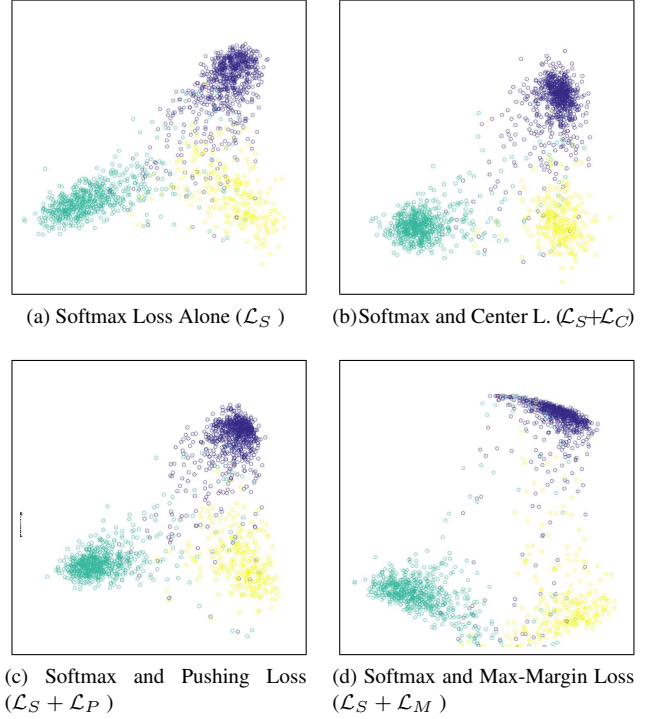 (a) Softmax Loss Alone (ℒ_S )
(b)Softmax and Center L. (ℒ_S+ℒ_C)
(c) Softmax and Pushing Loss
(ℒ_S + ℒ_P )
(d) Softmax and Max-Margin Loss
(ℒ_S + ℒ_M )